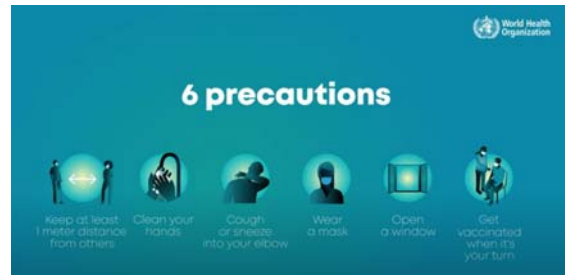 World Health
Organization
6 precautions
Keep at least
1 meter distance
from others
Clean your
hands
Cough
or sneeze
into your elbow
Wear
a mask
Open
a window
Get
vaccinated
when it's
your turn